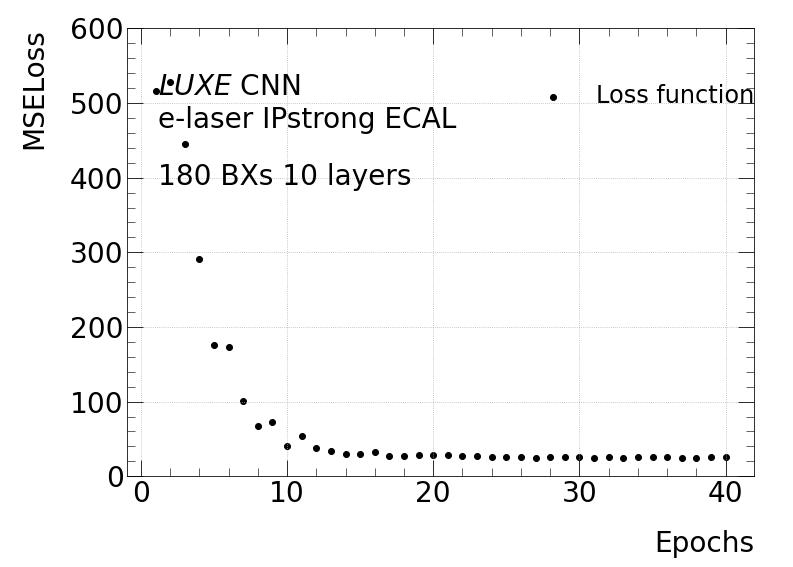 600
MSELoss
LUXE CNN
Loss function
500
e-laser IPstrong ECAL
400
180 BXs 10 layers
300
200
100
0
0 10 20 30 40
Epochs